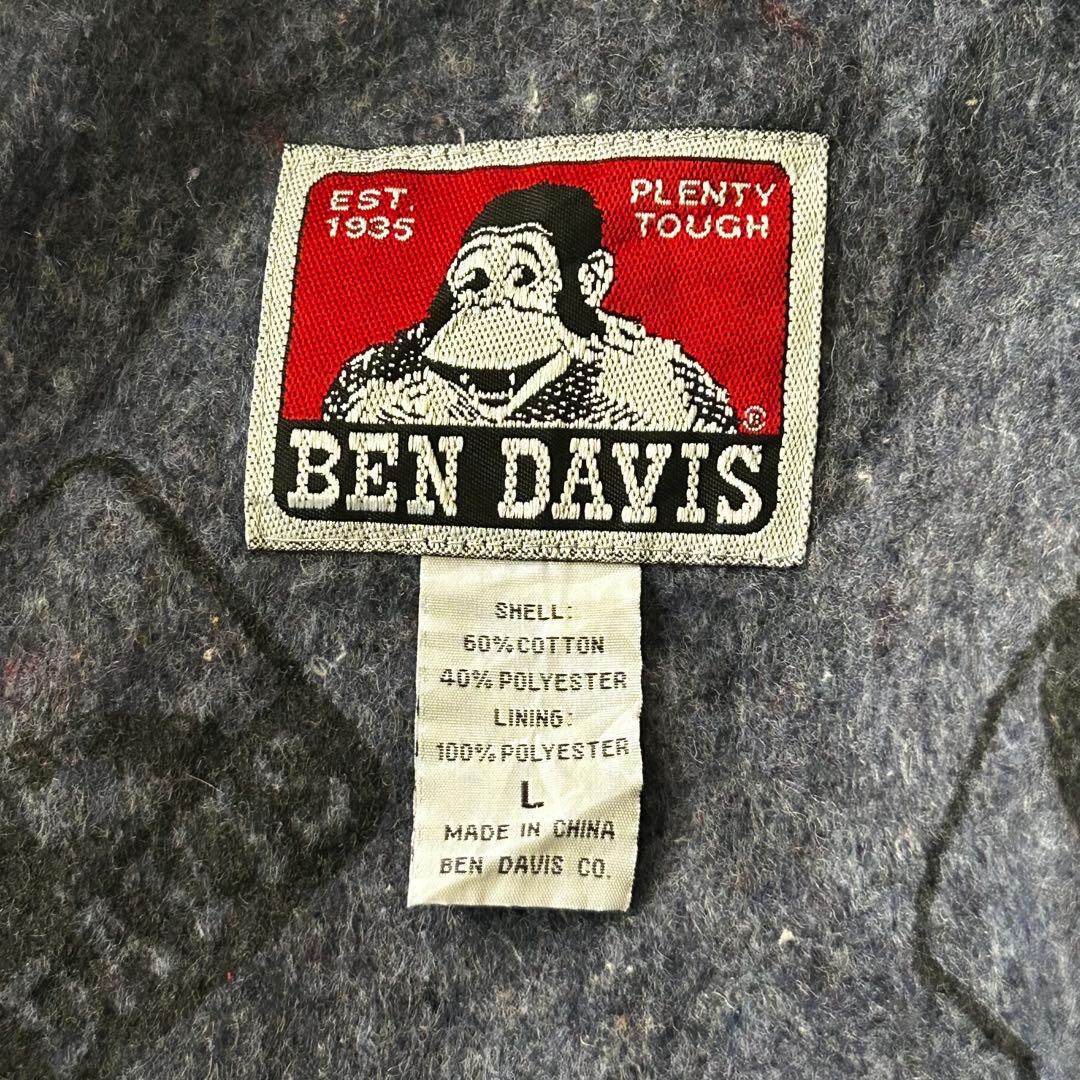 EST.
1935
PLENTY
TOUGH
®
BEN DAVIS
SHELL:
60%COTTON
40% POLYESTER
LINING:
100% POLYESTER
L
MADE IN CHINA
BEN DAVIS CO.